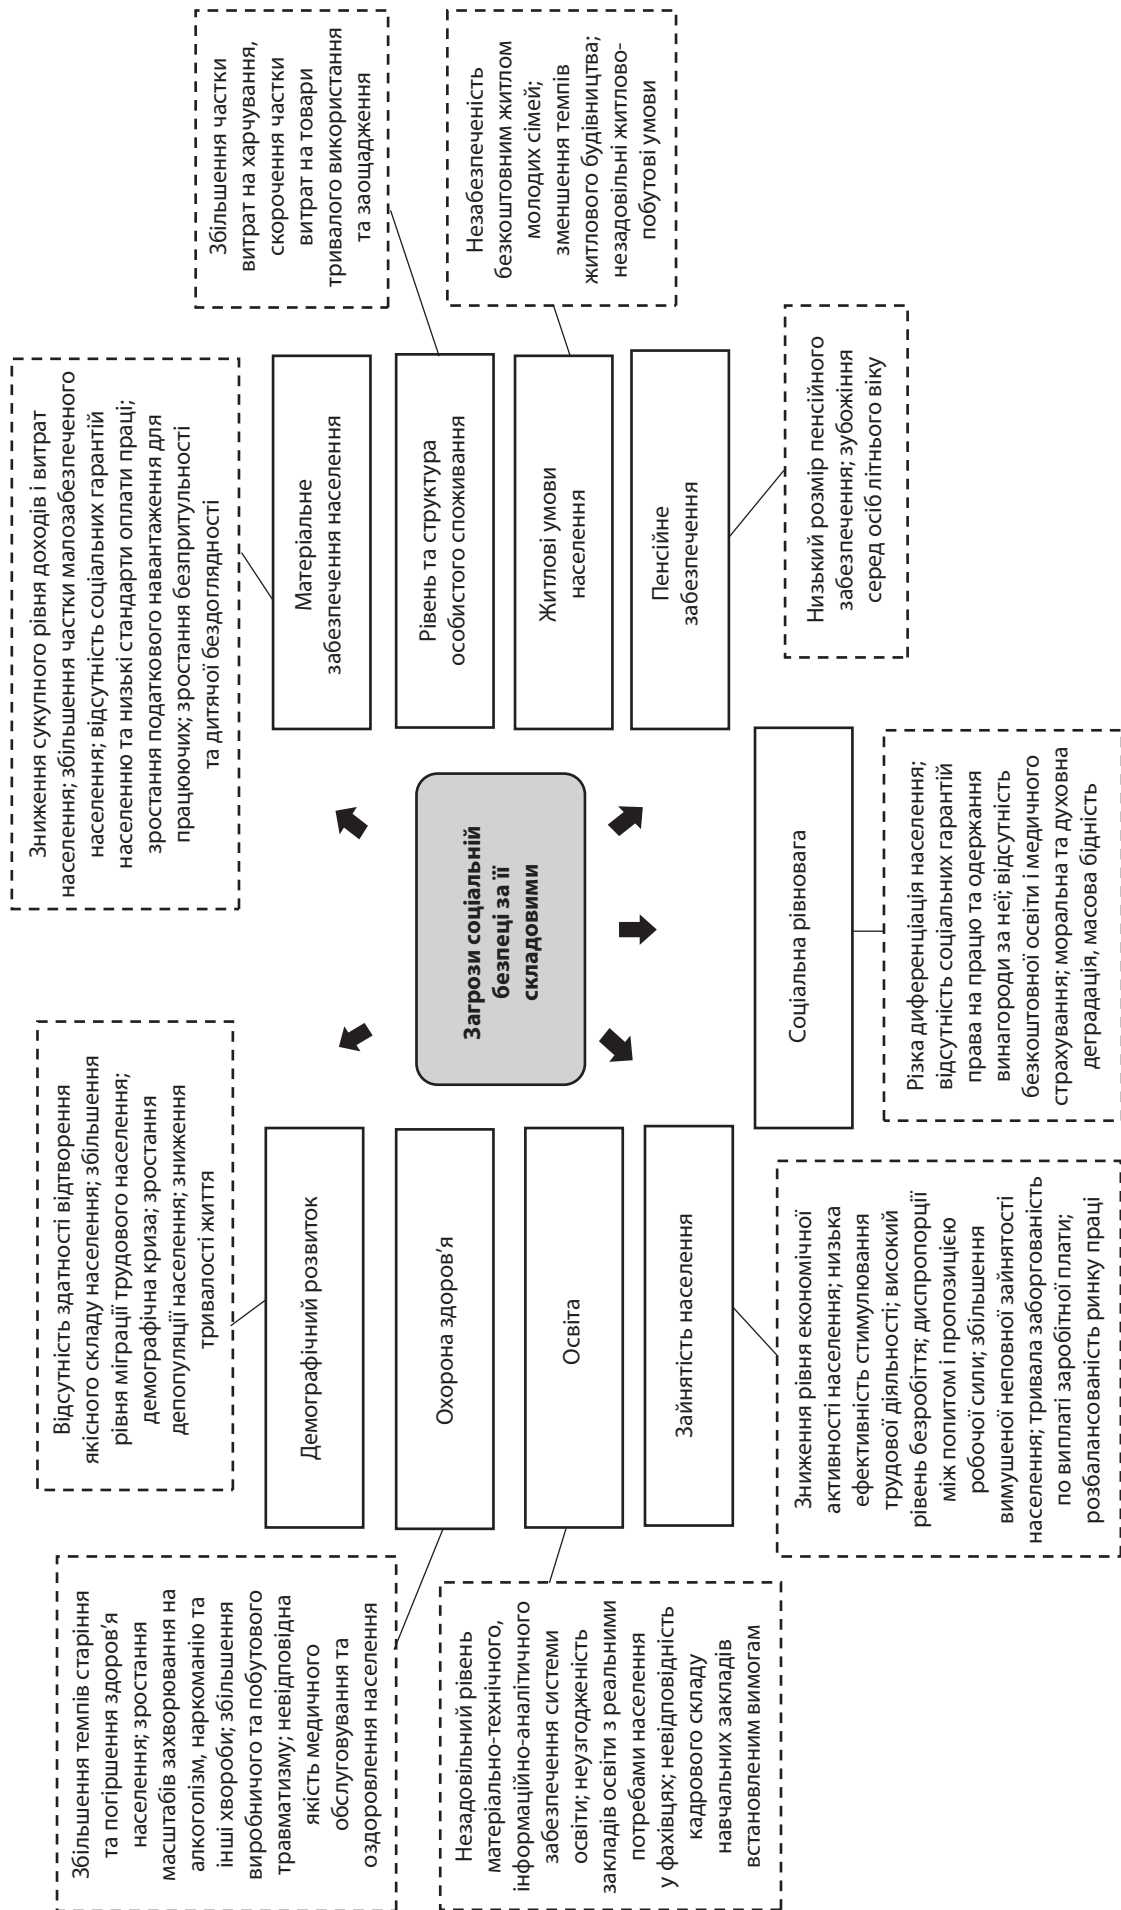 Загрози соціальній
безпеці за її
складовими
Демографічний розвиток
Відсутність здатності відтворення
якісного складу населення; збільшення
рівня міграції трудового населення;
демографічна криза; зростання
депопуляції населення; зниження
тривалості життя
Охорона здоров’я
Збільшення темпів старіння
та погіршення здоров’я
населення; зростання
масштабів захворювання на
алкоголізм, наркоманію та
інші хвороби; збільшення
виробничого та побутового
травматизму; невідповідна
якість медичного
обслуговування та
оздоровлення населення
Освіта
Незадовільний рівень
матеріально-технічного,
інформаційно-аналітичного
забезпечення системи
освіти; неузгодженість
закладів освіти з реальними
потребами населення
у фахівцях; невідповідність
кадрового складу
навчальних закладів
встановленим вимогам
Зайнятість населення
Зниження рівня економічної
активності населення; низька
ефективність стимулювання
трудової діяльності; високий
рівень безробіття; диспропорції
між попитом і пропозицією
робочої сили; збільшення
вимушеної неповної зайнятості
населення; тривала заборгованість
по виплаті заробітної плати;
розбалансованість ринку праці
Соціальна рівновага
Різка диференціація населення;
відсутність соціальних гарантій
права на працю та одержання
винагороди за неї; відсутність
безкоштовної освіти і медичного
страхування; моральна та духовна
деградація, масова бідність
Матеріальне
забезпечення населення
Зниження сукупного рівня доходів і витрат
населення; збільшення частки малозабезпеченого
населення; відсутність соціальних гарантій
населенню та низькі стандарти оплати праці;
зростання податкового навантаження для
працюючих; зростання безпритульності
та дитячої бездоглядності
Рівень та структура
особистого споживання
Збільшення частки
витрат на харчування,
скорочення частки
витрат на товари
тривалого використання
та заощадження
Житлові умови
населення
Незабезпеченість
безкоштовним житлом
молодих сімей;
зменшення темпів
житлового будівництва;
незадовільні житлово-
побутові умови
Пенсійне
забезпечення
Низький розмір пенсійного
забезпечення; зубожіння
серед осіб літнього віку